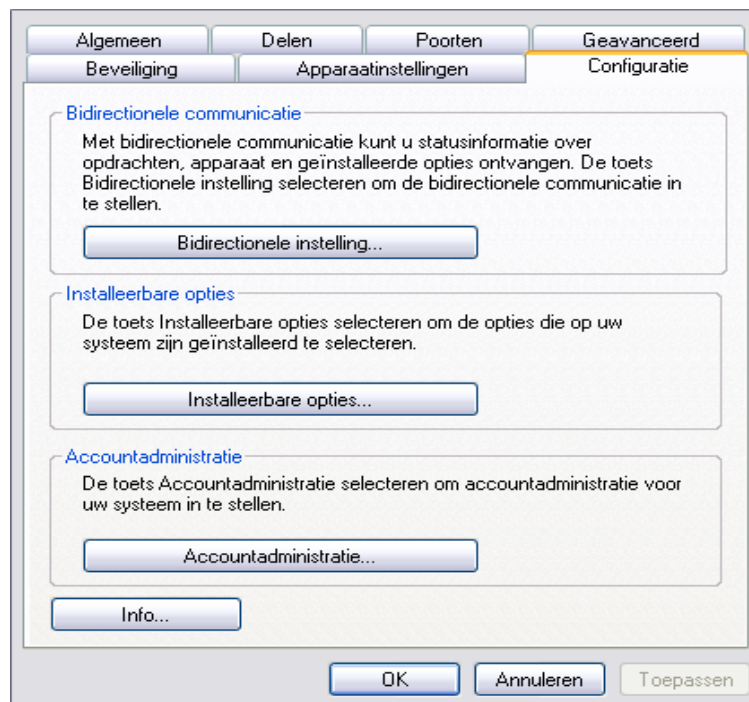 Algemeen Delen Poorten Geavanceerd
Beveiliging Apparaatinstellingen Configuratie
Bidirectionele communicatie
Met bidirectionele communicatie kunt u statusinformatie over
opdrachten, apparaat en geïnstalleerde opties ontvangen. De toets
Bidirectionele instelling selecteren om de bidirectionele communicatie in
te stellen.
Bidirectionele instelling...
Installeerbare opties
De toets Installeerbare opties selecteren om de opties die op uw
systeem zijn geïnstalleerd te selecteren.
Installeerbare opties...
Accountadministratie
De toets Accountadministratie selecteren om accountadministratie voor
uw systeem in te stellen.
Accountadministratie...
Info...
OK Annuleren Toepassen